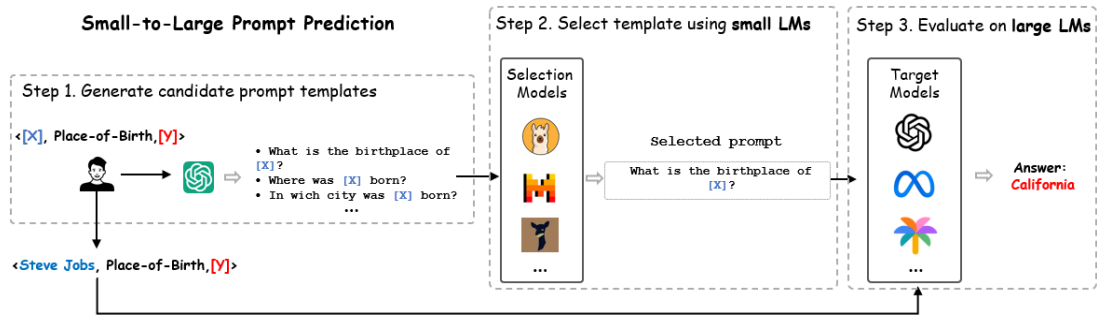 Small-to-Large Prompt Prediction
Step 1. Generate candidate prompt templates
<[X], Place-of-Birth,[Y]>
• What is the birthplace of
[X]?
• Where was [X] born?
• In wich city was [X] born?
...
<Steve Jobs, Place-of-Birth,[Y]>
Step 2. Select template using small LMs
Selection
Models
...
Selected prompt
What is the birthplace of
[X]?
Step 3. Evaluate on large LMs
Target
Models
...
Answer:
California